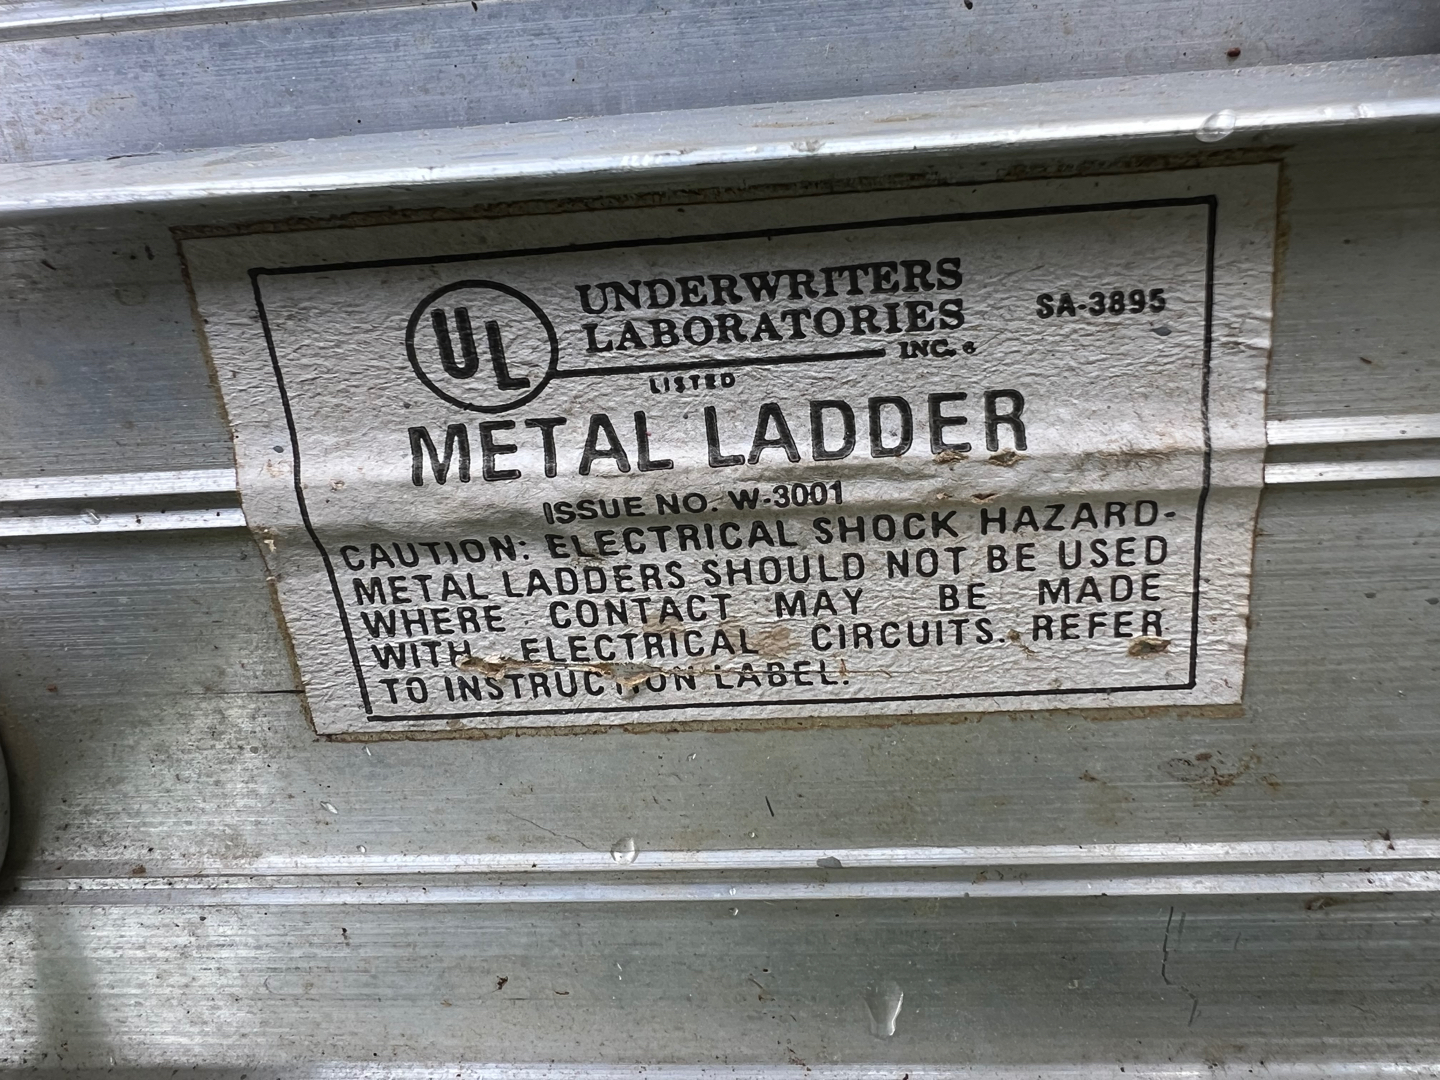 UL
UNDERWRITERS
LABORATORIES
INC.®
SA-3895
LISTED
METAL LADDER
ISSUE NO. W-3001
CAUTION: ELECTRICAL SHOCK HAZARD-
METAL LADDERS SHOULD NOT BE USED
WHERE CONTACT MAY BE MADE
WITH ELECTRICAL CIRCUITS. REFER
TO INSTRUCTION LABEL.